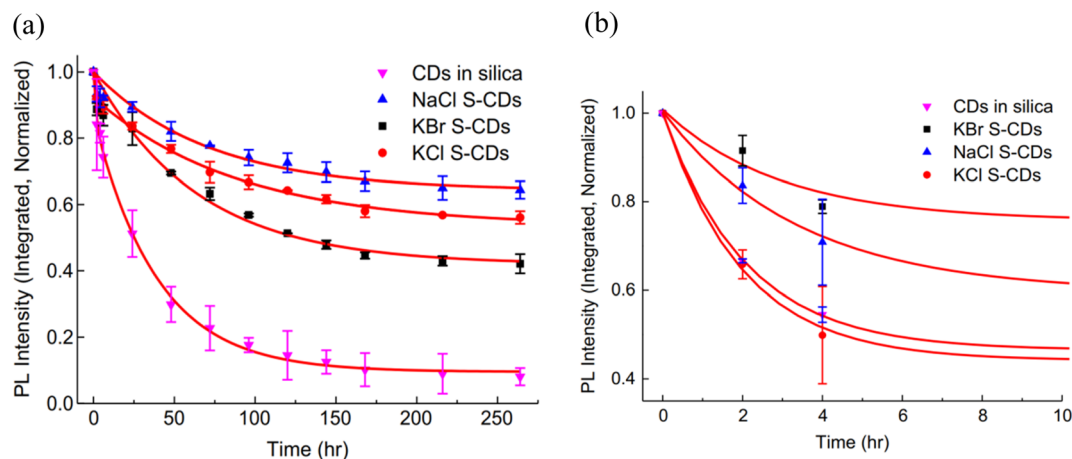 (a)
PL Intensity (Integrated, Normalized)
1.0
0.8
0.6
0.4
0.2
0.0
CDs in silica
NaCl S-CDs
KBr S-CDs
KCl S-CDs
0 50 100 150 200 250
Time (hr)
(b)
PL Intensity (Integrated, Normalized)
1.0
0.8
0.6
0.4
CDs in silica
KBr S-CDs
NaCl S-CDs
KCl S-CDs
0 2 4 6 8 10
Time (hr)